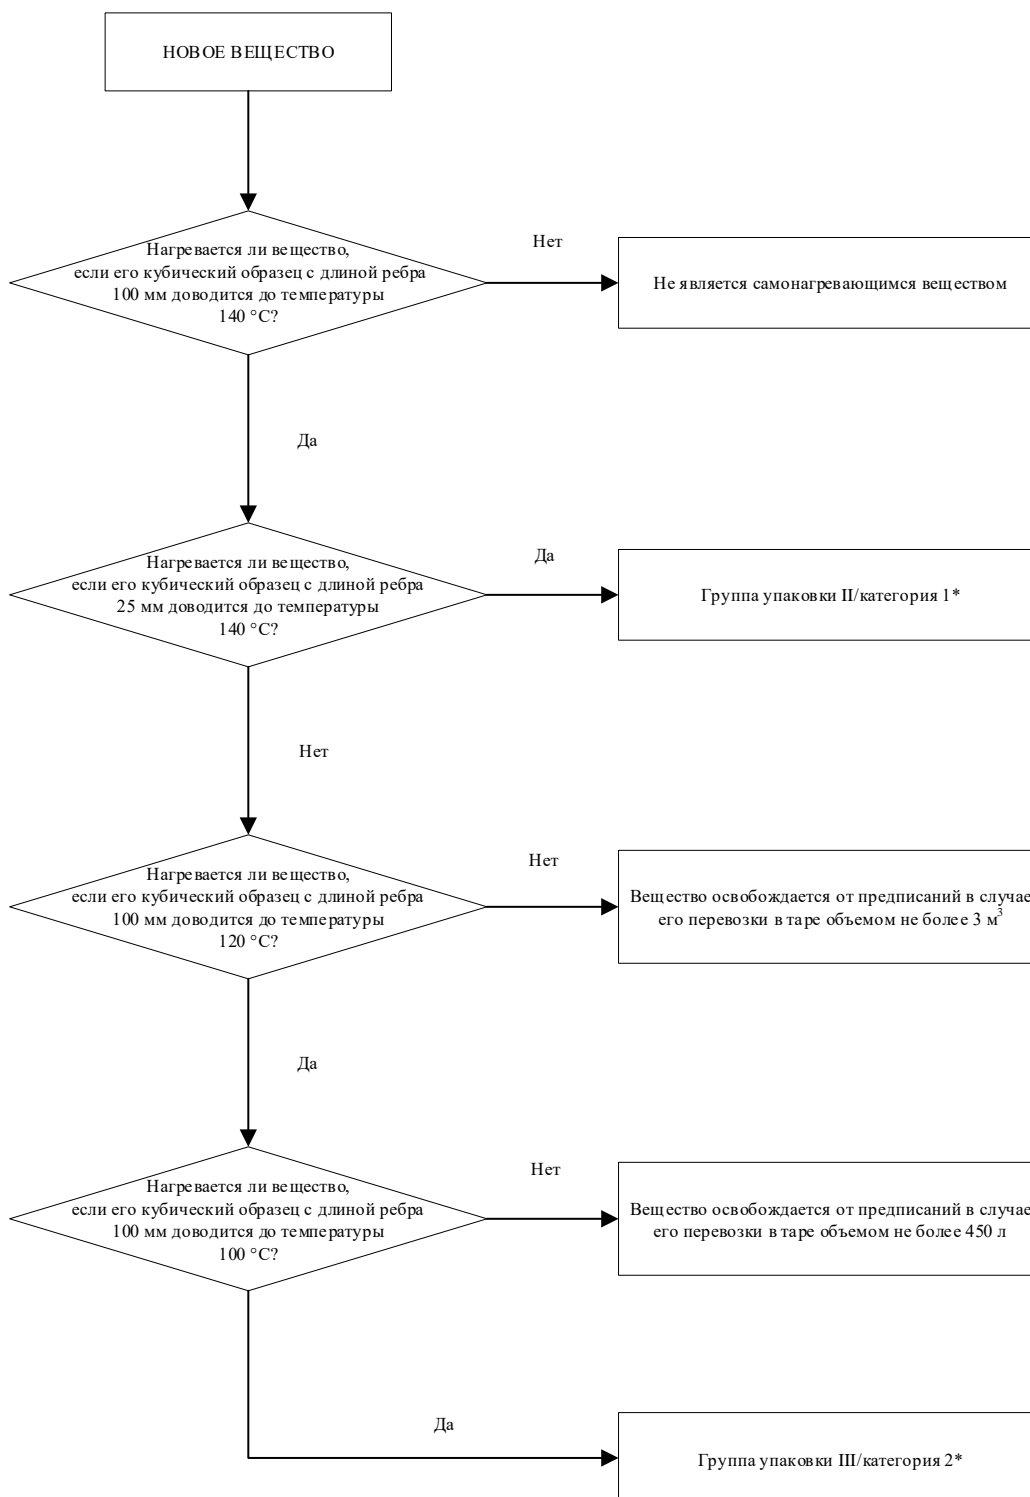 НОВОЕ ВЕЩЕСТВО
Нагревается ли вещество,
если его кубический образец с длиной ребра
100 мм доводится до температуры
140 °C?
Нет
Не является самонагревающимся веществом
Да
Нагревается ли вещество,
если его кубический образец с длиной ребра
25 мм доводится до температуры
140 °C?
Да
Группа упаковки II/категория 1*
Нет
Нагревается ли вещество,
если его кубический образец с длиной ребра
100 мм доводится до температуры
120 °C?
Нет
Вещество освобождается от предписаний в случае
его перевозки в таре объемом не более 3 м³
Да
Нагревается ли вещество,
если его кубический образец с длиной ребра
100 мм доводится до температуры
100 °C?
Нет
Вещество освобождается от предписаний в случае
его перевозки в таре объемом не более 450 л
Да
Группа упаковки III/категория 2*